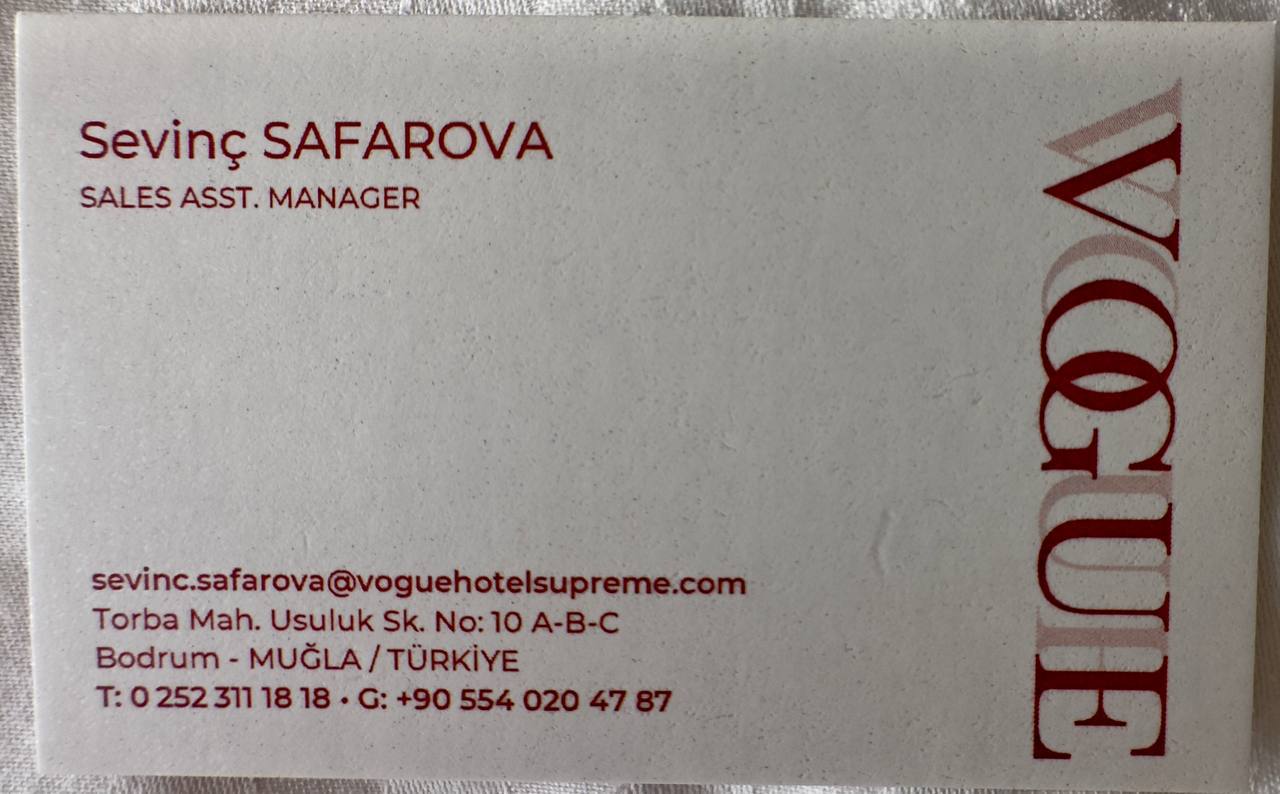 Sevinç SAFAROVA
SALES ASST. MANAGER
VOGUE
sevinc.safarova@voguehotelsupreme.com
Torba Mah. Usuluk Sk. No: 10 A-B-C
Bodrum - MUĞLA / TÜRKİYE
T: 0 252 311 18 18 • G: +90 554 020 47 87